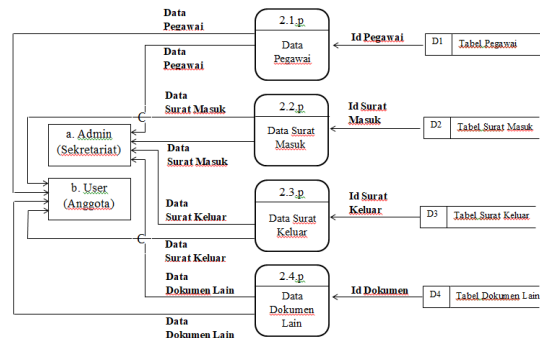 Data
Pegawai
2.1.p
Data
Pegawai
Id Pegawai
D1
Tabel Pegawai
Data
Pegawai
Data
Surat Masuk
2.2.p
Data Surat
Masuk
Id Surat
Masuk
D2
Tabel Surat Masuk
a. Admin
(Sekretariat)
Data
Surat Masuk
b. User
(Anggota)
Data
Surat Keluar
2.3.p
Data Surat
Keluar
Id Surat
Keluar
D3
Tabel Surat Keluar
Data
Surat Keluar
Data
Dokumen Lain
2.4.p
Data
Dokumen
Lain
Id Dokumen
D4
Tabel Dokumen Lain
Data
Dokumen Lain